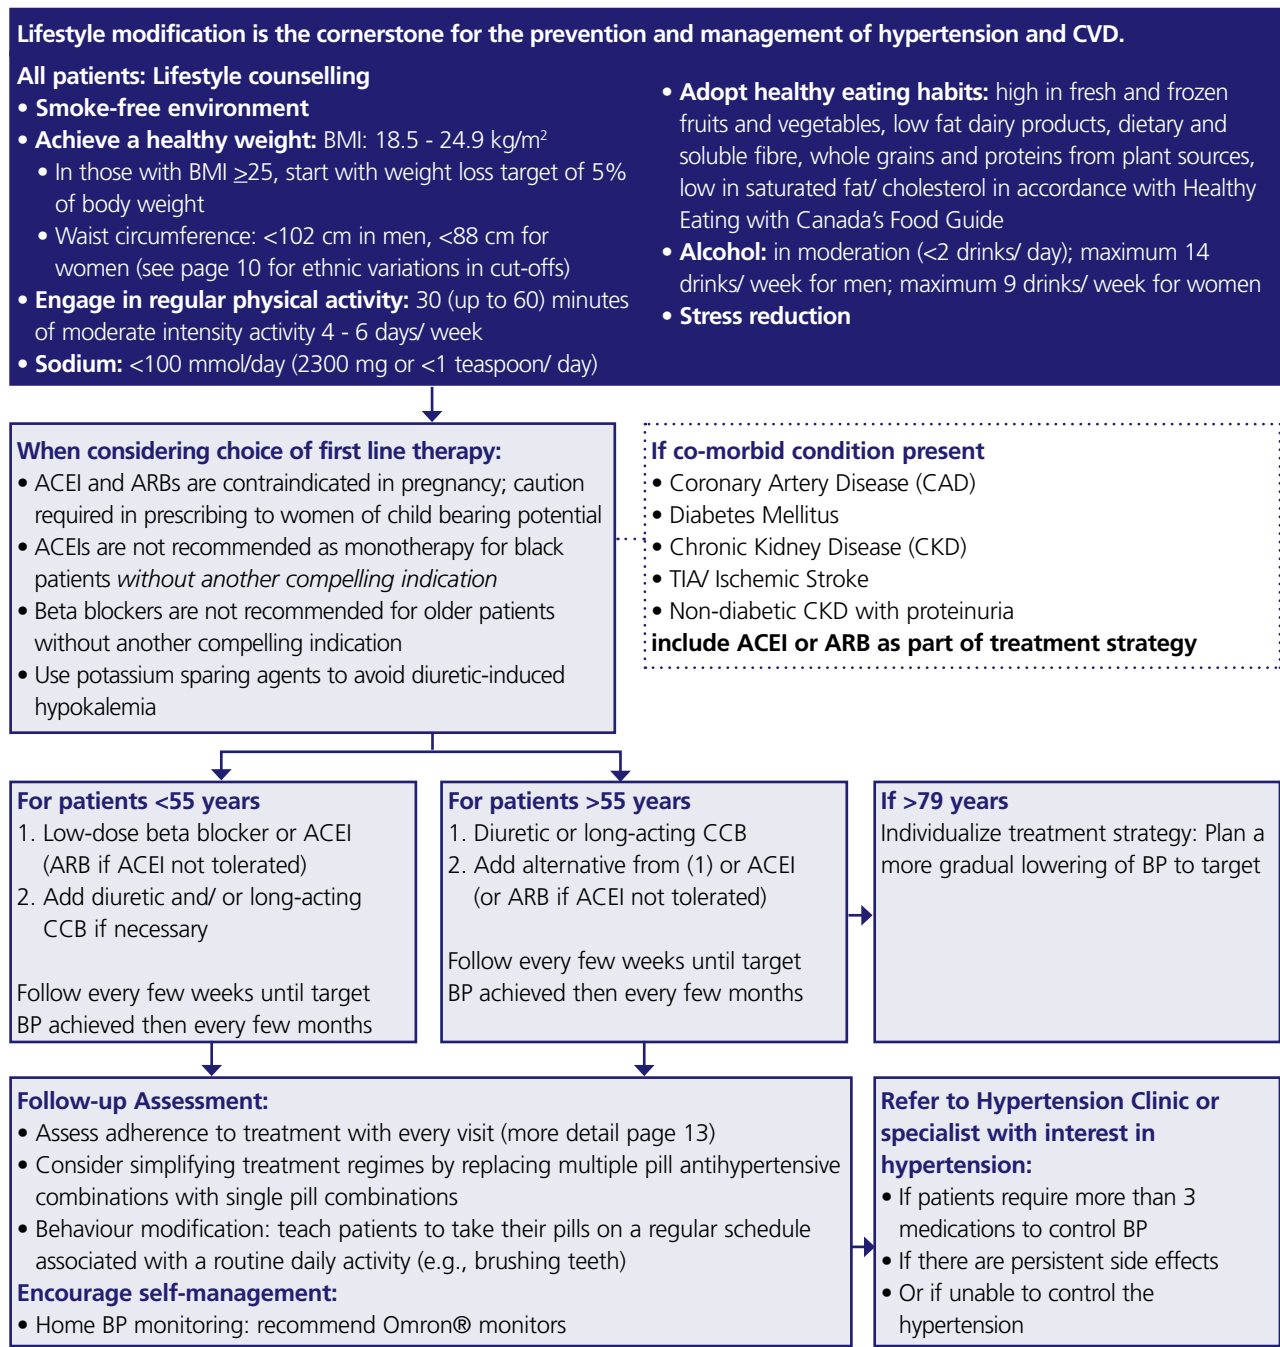 Lifestyle modification is the cornerstone for the prevention and management of hypertension and CVD.
All patients: Lifestyle counselling
• Smoke-free environment
• Achieve a healthy weight: BMI: 18.5 - 24.9 kg/m²
• In those with BMI ≥25, start with weight loss target of 5%
of body weight
• Waist circumference: <102 cm in men, <88 cm for
women (see page 10 for ethnic variations in cut-offs)
• Engage in regular physical activity: 30 (up to 60) minutes
of moderate intensity activity 4 - 6 days/ week
• Sodium: <100 mmol/day (2300 mg or <1 teaspoon/ day)
• Adopt healthy eating habits: high in fresh and frozen
fruits and vegetables, low fat dairy products, dietary and
soluble fibre, whole grains and proteins from plant sources,
low in saturated fat/ cholesterol in accordance with Healthy
Eating with Canada's Food Guide
• Alcohol: in moderation (<2 drinks/ day); maximum 14
drinks/ week for men; maximum 9 drinks/ week for women
• Stress reduction
When considering choice of first line therapy:
• ACEI and ARBs are contraindicated in pregnancy; caution
required in prescribing to women of child bearing potential
• ACEIs are not recommended as monotherapy for black
patients without another compelling indication
• Beta blockers are not recommended for older patients
without another compelling indication
• Use potassium sparing agents to avoid diuretic-induced
hypokalemia
If co-morbid condition present
• Coronary Artery Disease (CAD)
• Diabetes Mellitus
• Chronic Kidney Disease (CKD)
• TIA/ Ischemic Stroke
• Non-diabetic CKD with proteinuria
include ACEI or ARB as part of treatment strategy
For patients <55 years
1. Low-dose beta blocker or ACEI
(ARB if ACEI not tolerated)
2. Add diuretic and/ or long-acting
CCB if necessary
Follow every few weeks until target
BP achieved then every few months
For patients >55 years
1. Diuretic or long-acting CCB
2. Add alternative from (1) or ACEI
(or ARB if ACEI not tolerated)
Follow every few weeks until target
BP achieved then every few months
If >79 years
Individualize treatment strategy: Plan a
more gradual lowering of BP to target
Follow-up Assessment:
• Assess adherence to treatment with every visit (more detail page 13)
• Consider simplifying treatment regimes by replacing multiple pill antihypertensive
combinations with single pill combinations
• Behaviour modification: teach patients to take their pills on a regular schedule
associated with a routine daily activity (e.g., brushing teeth)
Encourage self-management:
• Home BP monitoring: recommend Omron® monitors
Refer to Hypertension Clinic or
specialist with interest in
hypertension:
• If patients require more than 3
medications to control BP
• If there are persistent side effects
• Or if unable to control the
hypertension